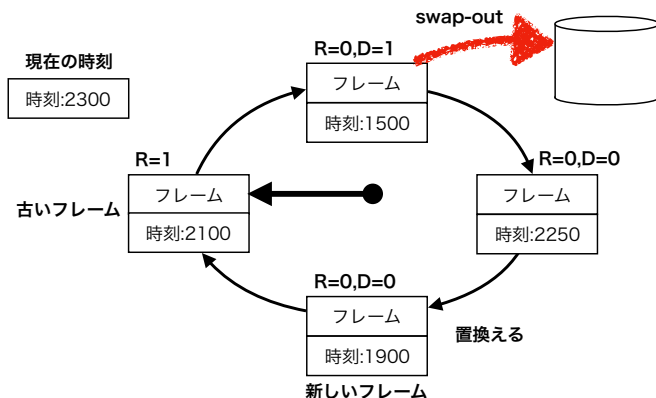 swap-out
R=0,D=1
現在の時刻
時刻:2300
フレーム
時刻:1500
R=1
フレーム
時刻:2100
古いフレーム
R=0,D=0
フレーム
時刻:2250
R=0,D=0
フレーム
時刻:1900
置換える
新しいフレーム